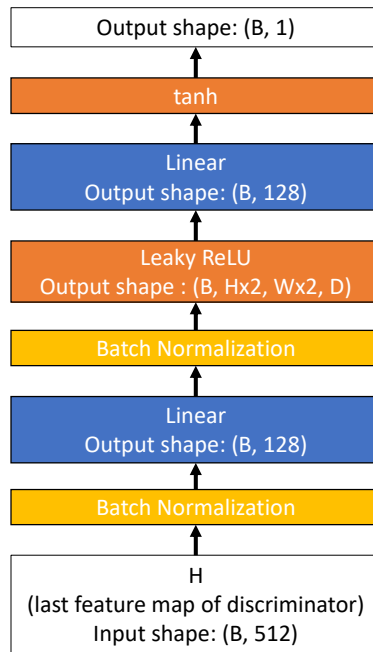 Output shape: (B, 1)
tanh
Linear
Output shape: (B, 128)
Leaky ReLU
Output shape : (B, Hx2, Wx2, D)
Batch Normalization
Linear
Output shape: (B, 128)
Batch Normalization
H
(last feature map of discriminator)
Input shape: (B, 512)